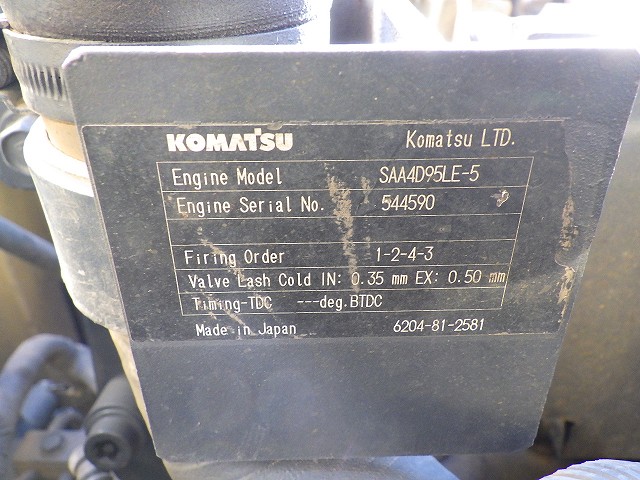 KOMATSU Komatsu LTD.
Engine Model SAA4D95LE-5
Engine Serial No. 544590
Firing Order 1-2-4-3
Valve Lash Cold IN: 0.35 mm EX: 0.50 mm
Timing-TDC ---deg.BTDC
Made in Japan 6204-81-2581